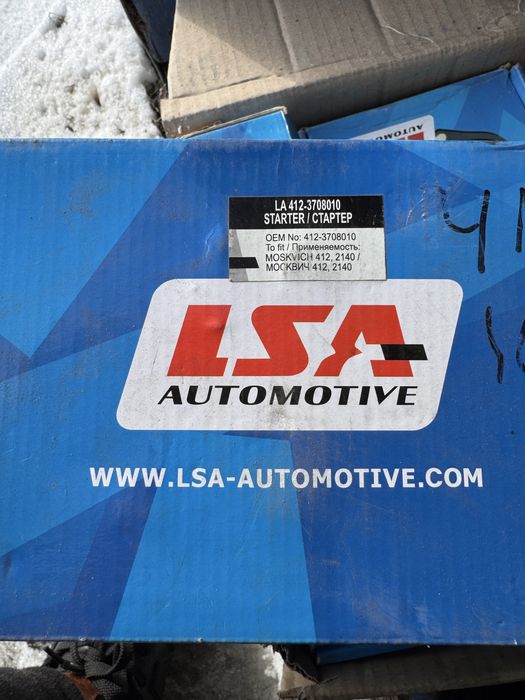 LA 412-3708010
STARTER / СТАРТЕР
OEM No: 412-3708010
To fit / Применяемость:
MOSKVICH 412, 2140 /
МОСКВИЧ 412, 2140
LSA
AUTOMOTIVE
WWW.LSA-AUTOMOTIVE.COM